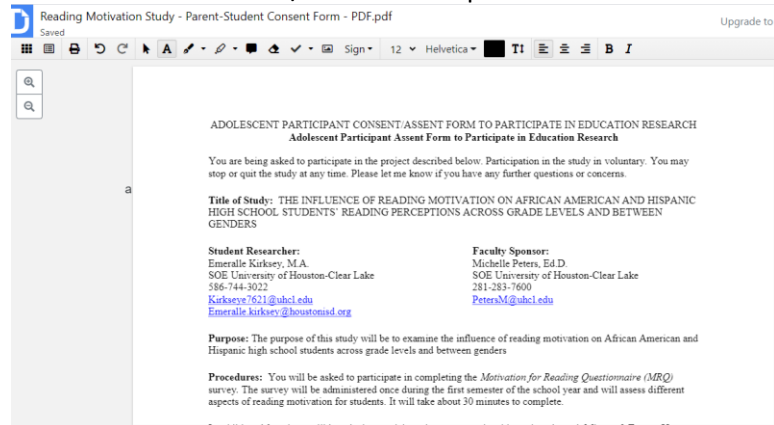 Reading Motivation Study - Parent-Student Consent Form - PDF.pdf
Saved
Upgrade to
Sign
12
Helvetica
B I
ADOLESCENT PARTICIPANT CONSENT/ASSENT FORM TO PARTICIPATE IN EDUCATION RESEARCH
Adolescent Participant Assent Form to Participate in Education Research
You are being asked to participate in the project described below. Participation in the study in voluntary. You may
stop or quit the study at any time. Please let me know if you have any further questions or concerns.
a
Title of Study: THE INFLUENCE OF READING MOTIVATION ON AFRICAN AMERICAN AND HISPANIC
HIGH SCHOOL STUDENTS' READING PERCEPTIONS ACROSS GRADE LEVELS AND BETWEEN
GENDERS
Student Researcher:
Emeralle Kirksey, M.A.
SOE University of Houston-Clear Lake
586-744-3022
Kirkseye7621@uhcl.edu
Emeralle.kirksey@houstonisd.org
Faculty Sponsor:
Michelle Peters, Ed.D.
SOE University of Houston-Clear Lake
281-283-7600
PetersM@uhcl.edu
Purpose: The purpose of this study will be to examine the influence of reading motivation on African American and
Hispanic high school students across grade levels and between genders
Procedures: You will be asked to participate in completing the Motivation for Reading Questionnaire (MRQ)
survey. The survey will be administered once during the first semester of the school year and will assess different
aspects of reading motivation for students. It will take about 30 minutes to complete.